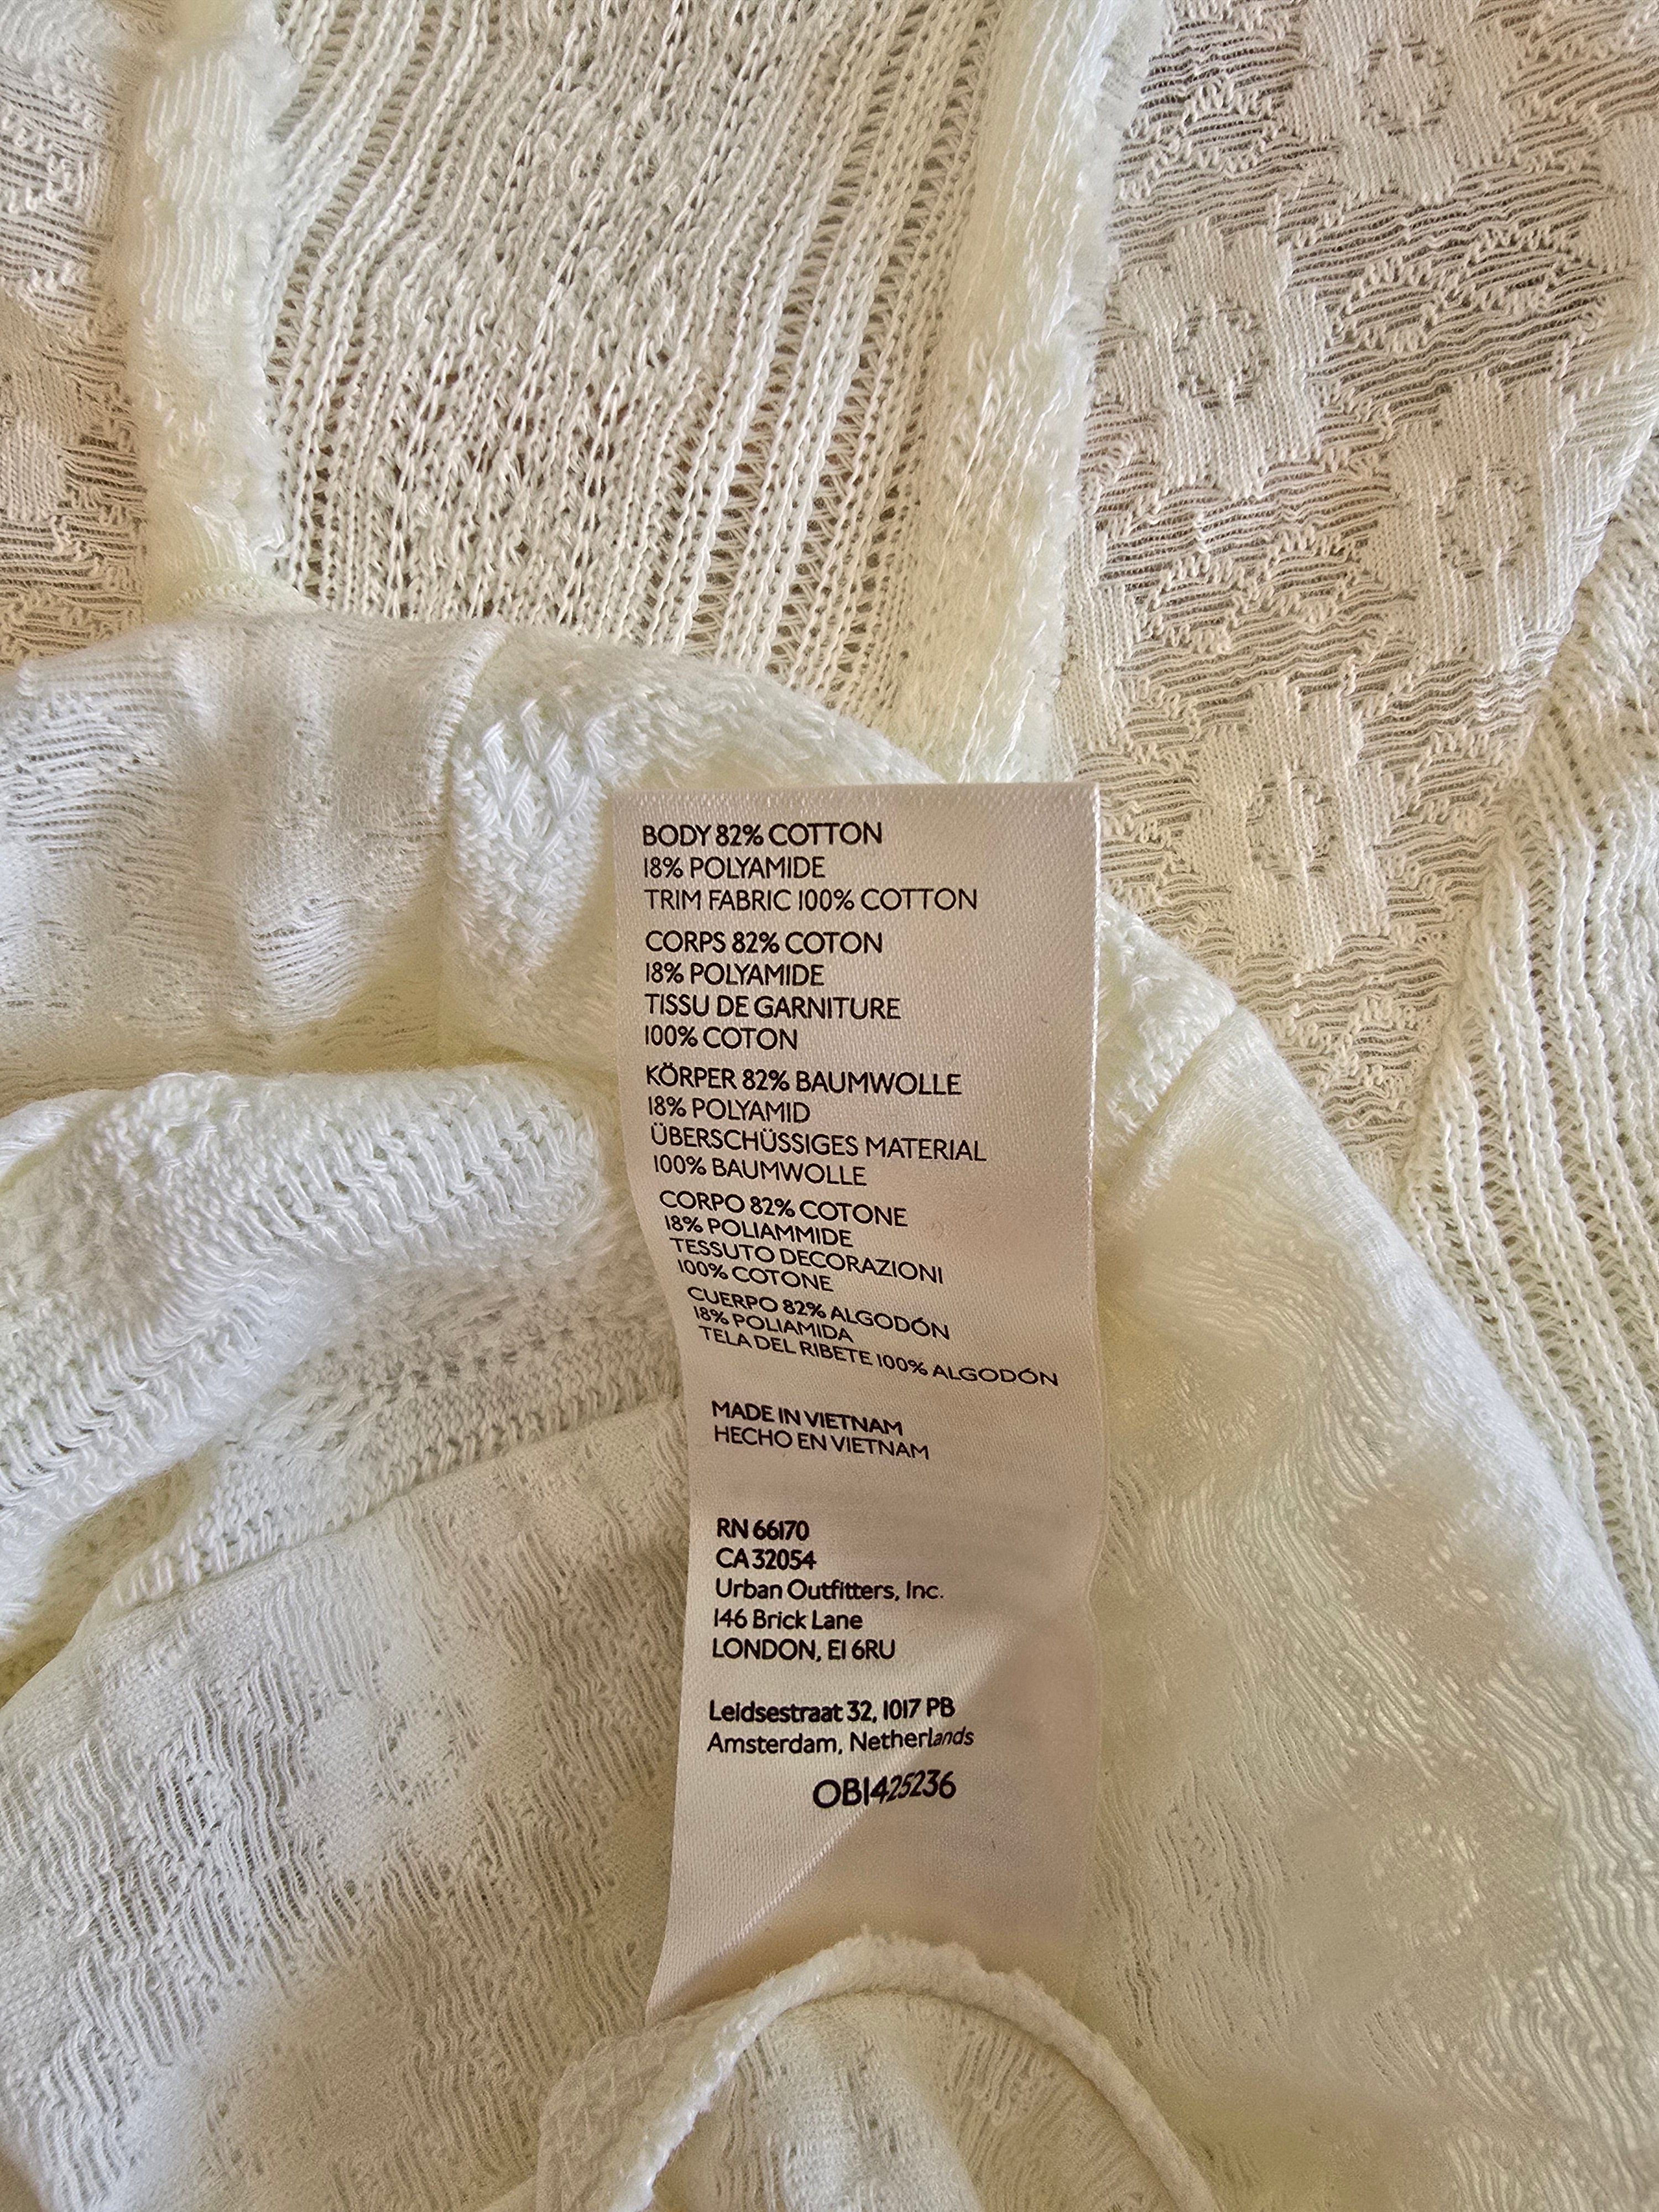 BODY 82% COTTON
18% POLYAMIDE
TRIM FABRIC 100% COTTON
CORPS 82% COTON
18% POLYAMIDE
TISSU DE GARNITURE
100% COTON
KÖRPER 82% BAUMWOLLE
18% POLYAMID
ÜBERSCHÜSSIGES MATERIAL
100% BAUMWOLLE
CORPO 82% COTONE
18% POLIAMMIDE
TESSUTO DECORAZIONI
100% COTONE
CUERPO 82% ALGODÓN
18% POLIAMIDA
TELA DEL RIBETE 100% ALGODÓN
MADE IN VIETNAM
HECHO EN VIETNAM
RN 66170
CA 32054
Urban Outfitters, Inc.
146 Brick Lane
LONDON, E1 6RU
Leidsestraat 32, 1017 PB
Amsterdam, Netherlands
OB1425236